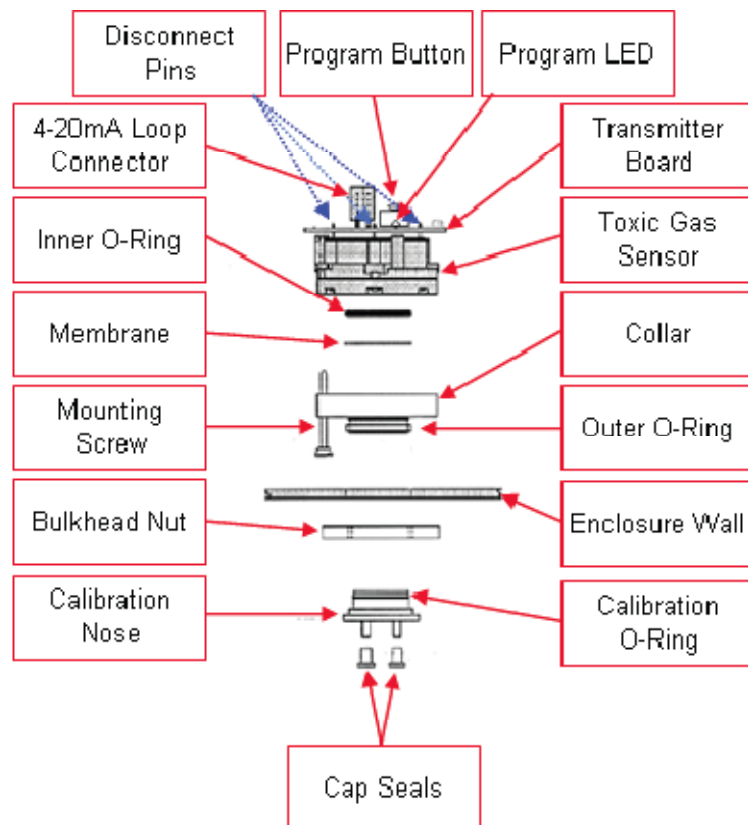 Disconnect
Pins
Program Button
Program LED
4-20mA Loop
Connector
Transmitter
Board
Inner O-Ring
Toxic Gas
Sensor
Membrane
Collar
Mounting
Screw
Outer O-Ring
Bulkhead Nut
Enclosure Wall
Calibration
Nose
Calibration
O-Ring
Cap Seals